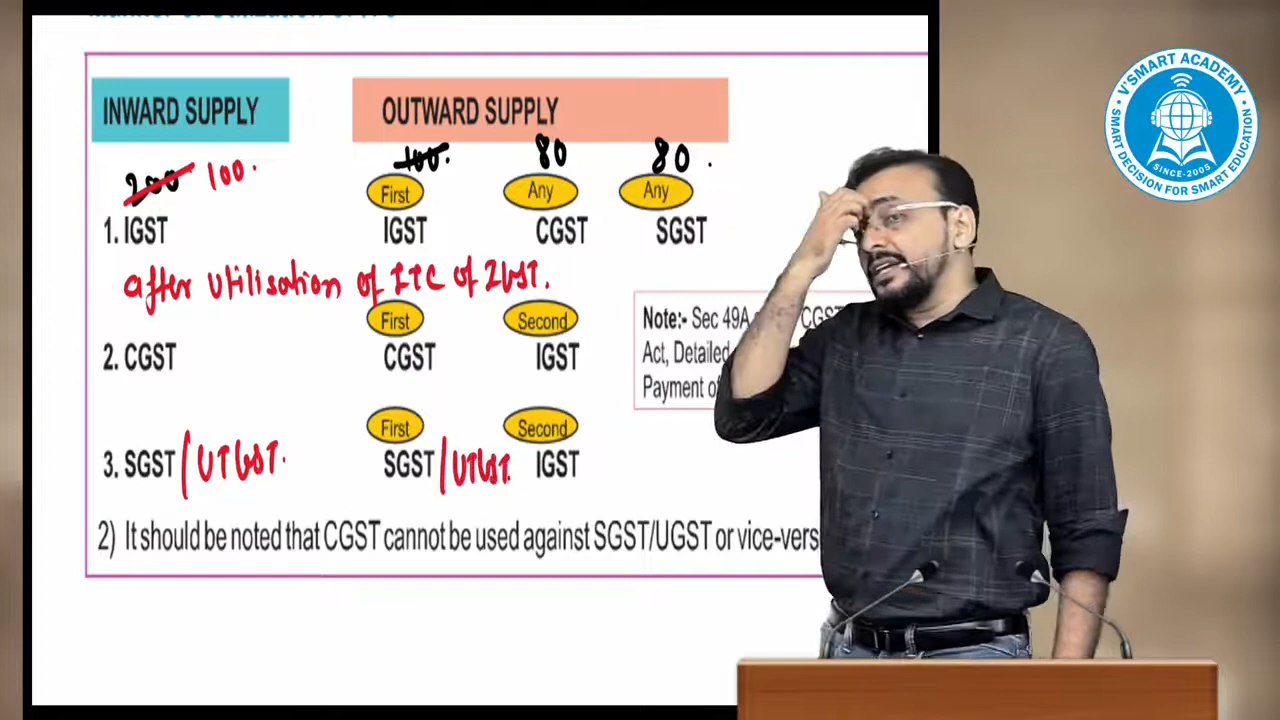 INWARD SUPPLY OUTWARD SUPPLY
200 100. 100. 80 80.
First Any Any
1. IGST IGST CGST SGST
after utilisation of ITC of IGST.
First Second
2. CGST CGST IGST
Note:- Sec 49A CGST
Act, Detailed
Payment of
First Second
3. SGST/UTGST. SGST/UTGST. IGST
2) It should be noted that CGST cannot be used against SGST/UGST or vice-vers
V'SMART ACADEMY
SINCE-2005
SMART DECISION FOR SMART EDUCATION